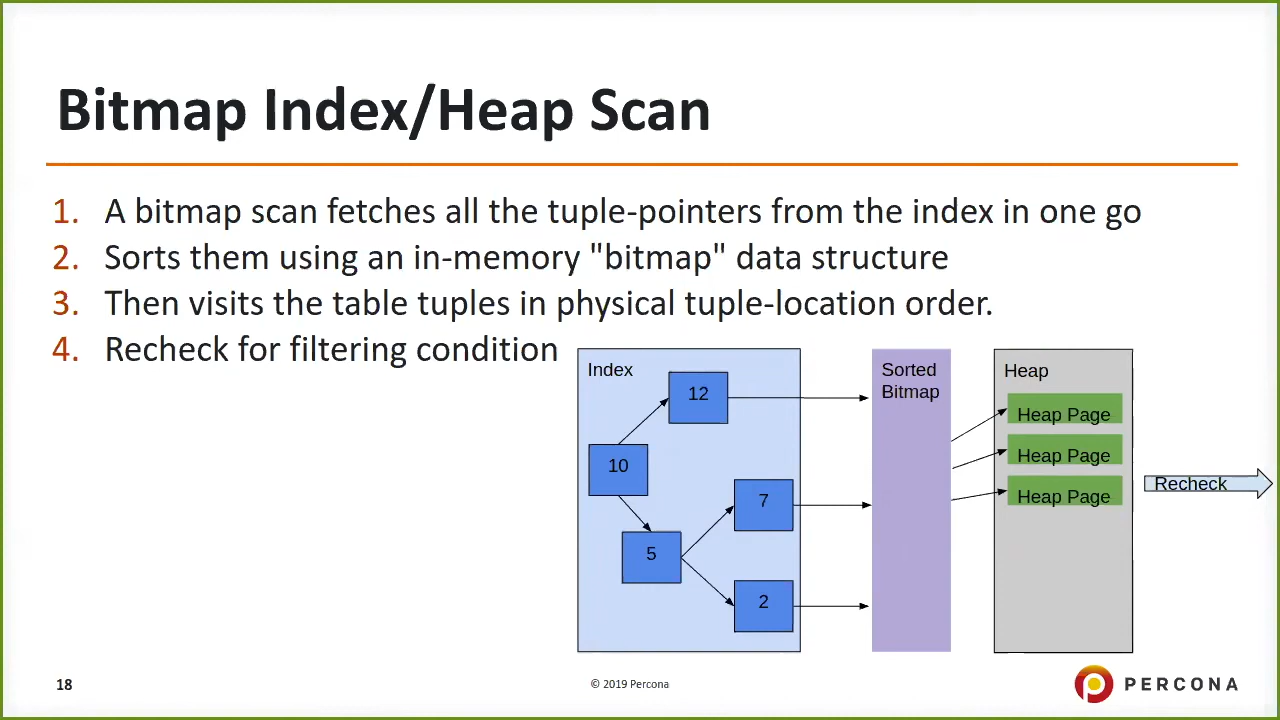 Bitmap Index/Heap Scan
1. A bitmap scan fetches all the tuple-pointers from the index in one go
2. Sorts them using an in-memory "bitmap" data structure
3. Then visits the table tuples in physical tuple-location order.
4. Recheck for filtering condition
Index
12
10
7
5
2
Sorted
Bitmap
Heap
Heap Page
Heap Page
Heap Page
Recheck
18
© 2019 Percona
PERCONA